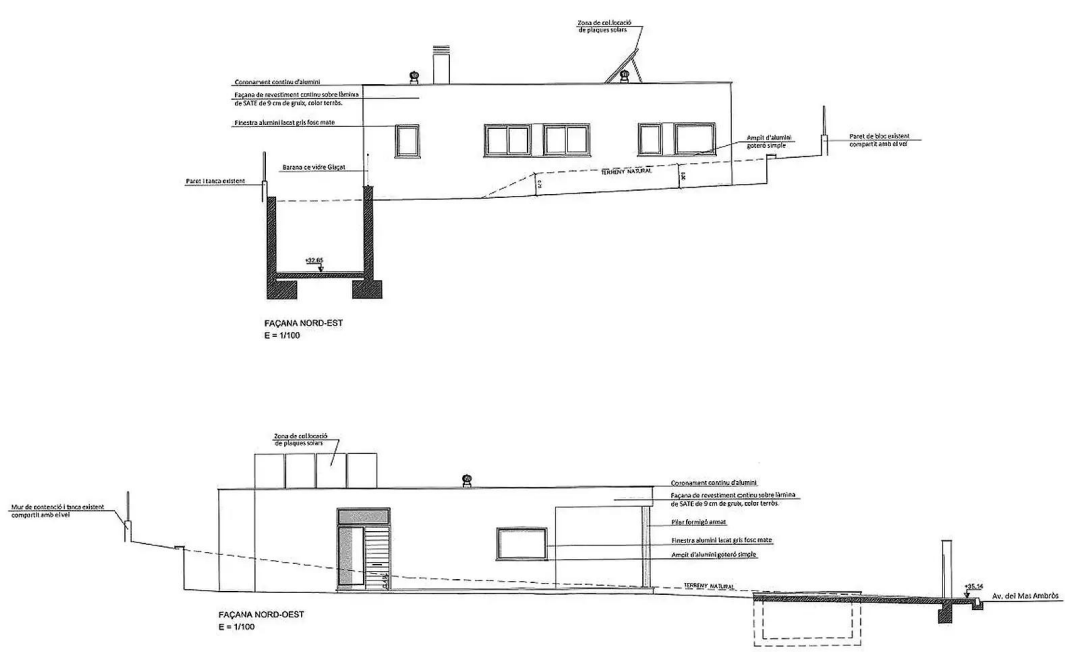 Zona de col.locació
de plaques solars
Coronament continu d'alumini
Façana de revestiment continu sobre làmina
de SATE de 9 cm de gruix, color terròs.
Finestra alumini lacat gris fosc mate
Ampit d'alumini
goteró simple
Paret de bloc existent
compartit amb el veí
Barana de vidre Glaçat
TERRENY NATURAL
Paret i tanca existent
+32.65
FAÇANA NORD-EST
E = 1/100
Zona de col.locació
de plaques solars
Coronament continu d'alumini
Façana de revestiment continu sobre làmina
de SATE de 9 cm de gruix, color terròs.
Mur de contenció i tanca existent
compartit amb el veí
Pilar formigó armat
Finestra alumini lacat gris fosc mate
Ampit d'alumini goteró simple
TERRENY NATURAL
+35.14
Av. del Mas Ambròs
FAÇANA NORD-OEST
E = 1/100